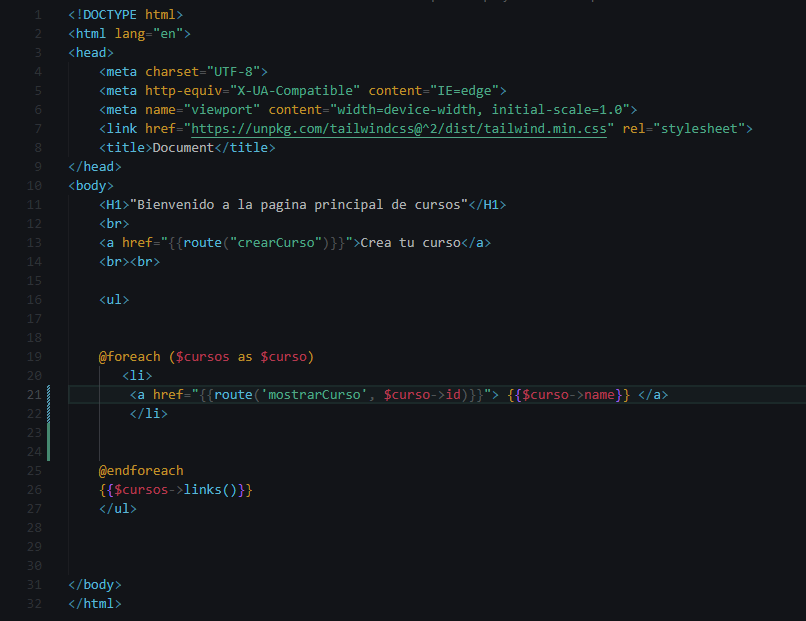 1 <!DOCTYPE html>
2 <html lang="en">
3 <head>
4 <meta charset="UTF-8">
5 <meta http-equiv="X-UA-Compatible" content="IE=edge">
6 <meta name="viewport" content="width=device-width, initial-scale=1.0">
7 <link href="https://unpkg.com/tailwindcss@^2/dist/tailwind.min.css" rel="stylesheet">
8 <title>Document</title>
9 </head>
10 <body>
11 <H1>"Bienvenido a la pagina principal de cursos"</H1>
12 <br>
13 <a href="{{route("crearCurso")}}">Crea tu curso</a>
14 <br><br>
15
16 <ul>
17
18
19 @foreach ($cursos as $curso)
20 <li>
21 <a href="{{route('mostrarCurso', $curso->id)}}"> {{$curso->name}} </a>
22 </li>
23
24
25 @endforeach
26 {{$cursos->links()}}
27 </ul>
28
29
30
31 </body>
32 </html>